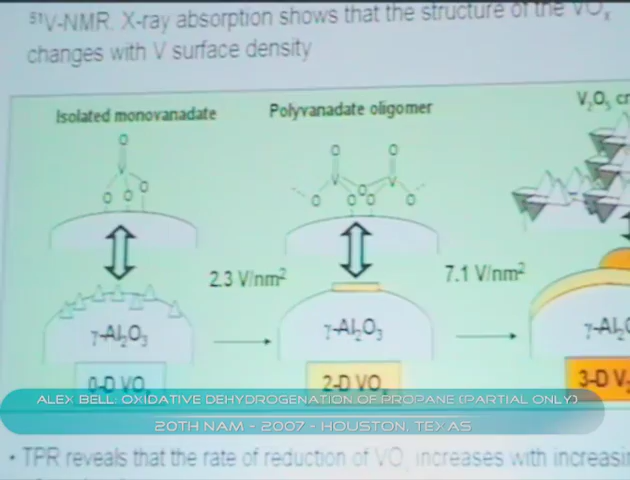 ⁵¹V-NMR. X-ray absorption shows that the structure of the VOₓ
changes with V surface density
Isolated monovanadate
Polyvanadate oligomer
V₂O₅
O
O O
V
V V
O O O
O O O O O
2.3 V/nm²
7.1 V/nm²
γ-Al₂O₃
γ-Al₂O₃
0-D VOₓ
2-D VOₓ
3-D
ALEX BELL: OXIDATIVE DEHYDROGENATION OF PROPANE (PARTIAL ONLY)
20TH NAM - 2007 - HOUSTON, TEXAS
• TPR reveals that the rate of reduction of VOₓ increases with